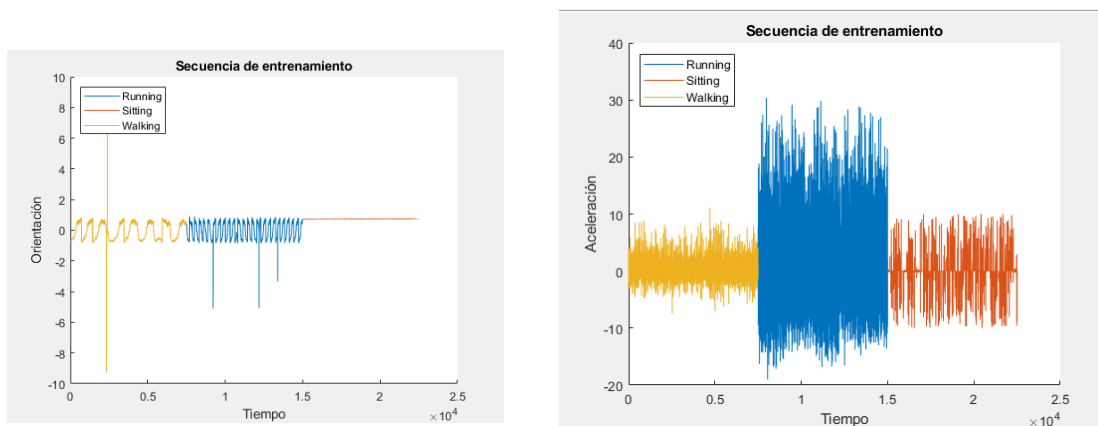 Secuencia de entrenamiento
10
8
6
4
2
0
-2
-4
-6
-8
-10
Orientación
Running
Sitting
Walking
0 0.5 1 1.5 2 2.5
Tiempo
×10^4
Secuencia de entrenamiento
40
30
20
10
0
-10
-20
Aceleración
Running
Sitting
Walking
0 0.5 1 1.5 2 2.5
Tiempo
×10^4